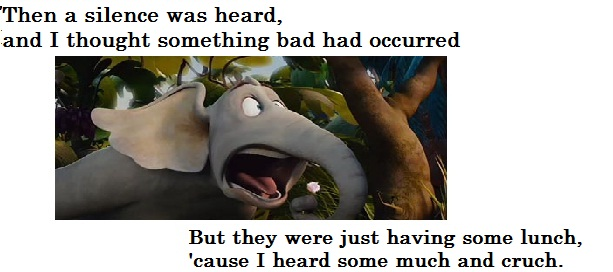 Then a silence was heard,
and I thought something bad had occurred
But they were just having some lunch,
'cause I heard some much and cruch.